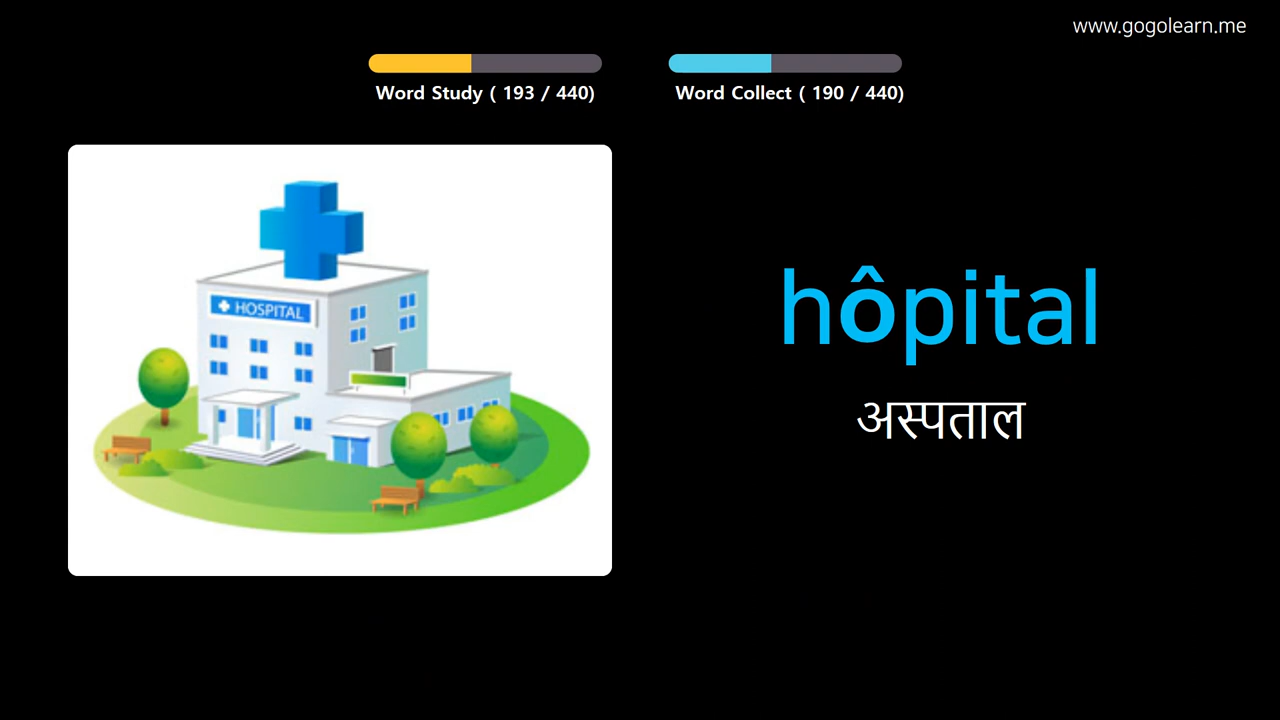 www.gogolearn.me
Word Study ( 193 / 440)
Word Collect ( 190 / 440)
HOSPITAL
hôpital
अस्पताल